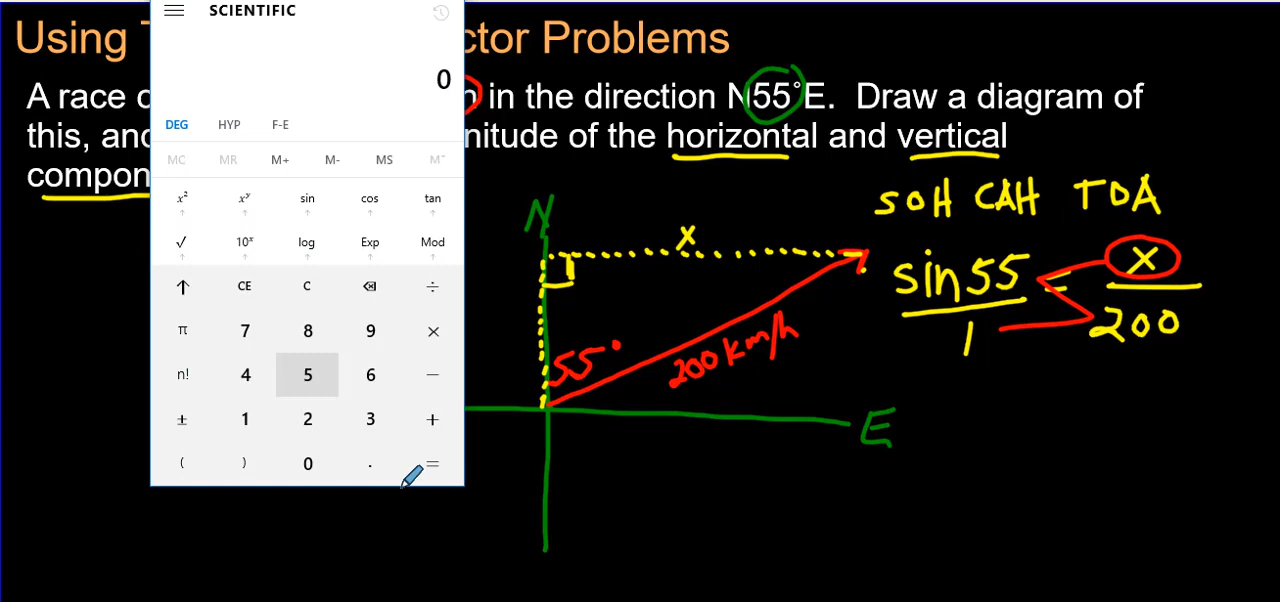 SCIENTIFIC
0
DEG HYP F-E
MC MR M+ M- MS
x² xʸ sin cos tan
√ 10ˣ log Exp Mod
↑ CE C ⌫ ÷
π 7 8 9 ×
n! 4 5 6 −
± 1 2 3 +
( ) 0 . =
Using ctor Problems
A race in the direction N55°E. Draw a diagram of
this, and nitude of the horizontal and vertical
compon
N
x
55°
200 km/h
E
SOH CAH TOA
sin 55 = x
1 200